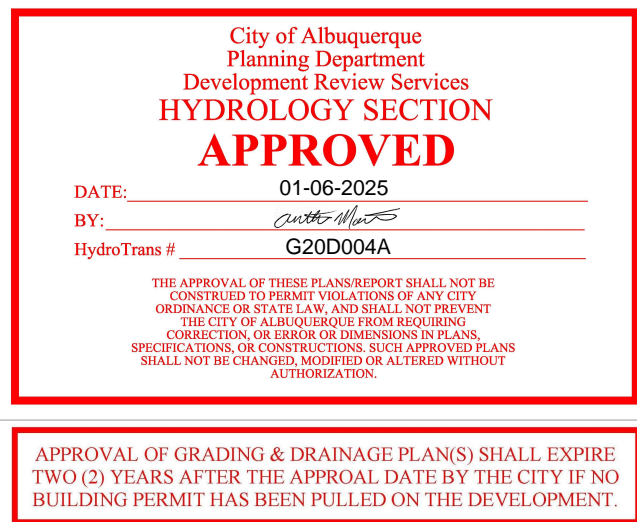 City of Albuquerque
Planning Department
Development Review Services
HYDROLOGY SECTION
APPROVED
DATE: 01-06-2025
BY:
HydroTrans # G20D004A
THE APPROVAL OF THESE PLANS/REPORT SHALL NOT BE
CONSTRUED TO PERMIT VIOLATIONS OF ANY CITY
ORDINANCE OR STATE LAW, AND SHALL NOT PREVENT
THE CITY OF ALBUQUERQUE FROM REQUIRING
CORRECTION, OR ERROR OR DIMENSIONS IN PLANS,
SPECIFICATIONS, OR CONSTRUCTIONS. SUCH APPROVED PLANS
SHALL NOT BE CHANGED, MODIFIED OR ALTERED WITHOUT
AUTHORIZATION.
APPROVAL OF GRADING & DRAINAGE PLAN(S) SHALL EXPIRE
TWO (2) YEARS AFTER THE APPROAL DATE BY THE CITY IF NO
BUILDING PERMIT HAS BEEN PULLED ON THE DEVELOPMENT.